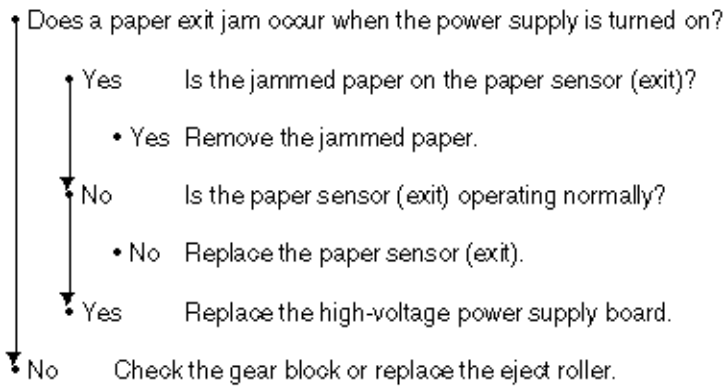 • Does a paper exit jam occur when the power supply is turned on?
• Yes Is the jammed paper on the paper sensor (exit)?
• Yes Remove the jammed paper.
• No Is the paper sensor (exit) operating normally?
• No Replace the paper sensor (exit).
• Yes Replace the high-voltage power supply board.
• No Check the gear block or replace the eject roller.